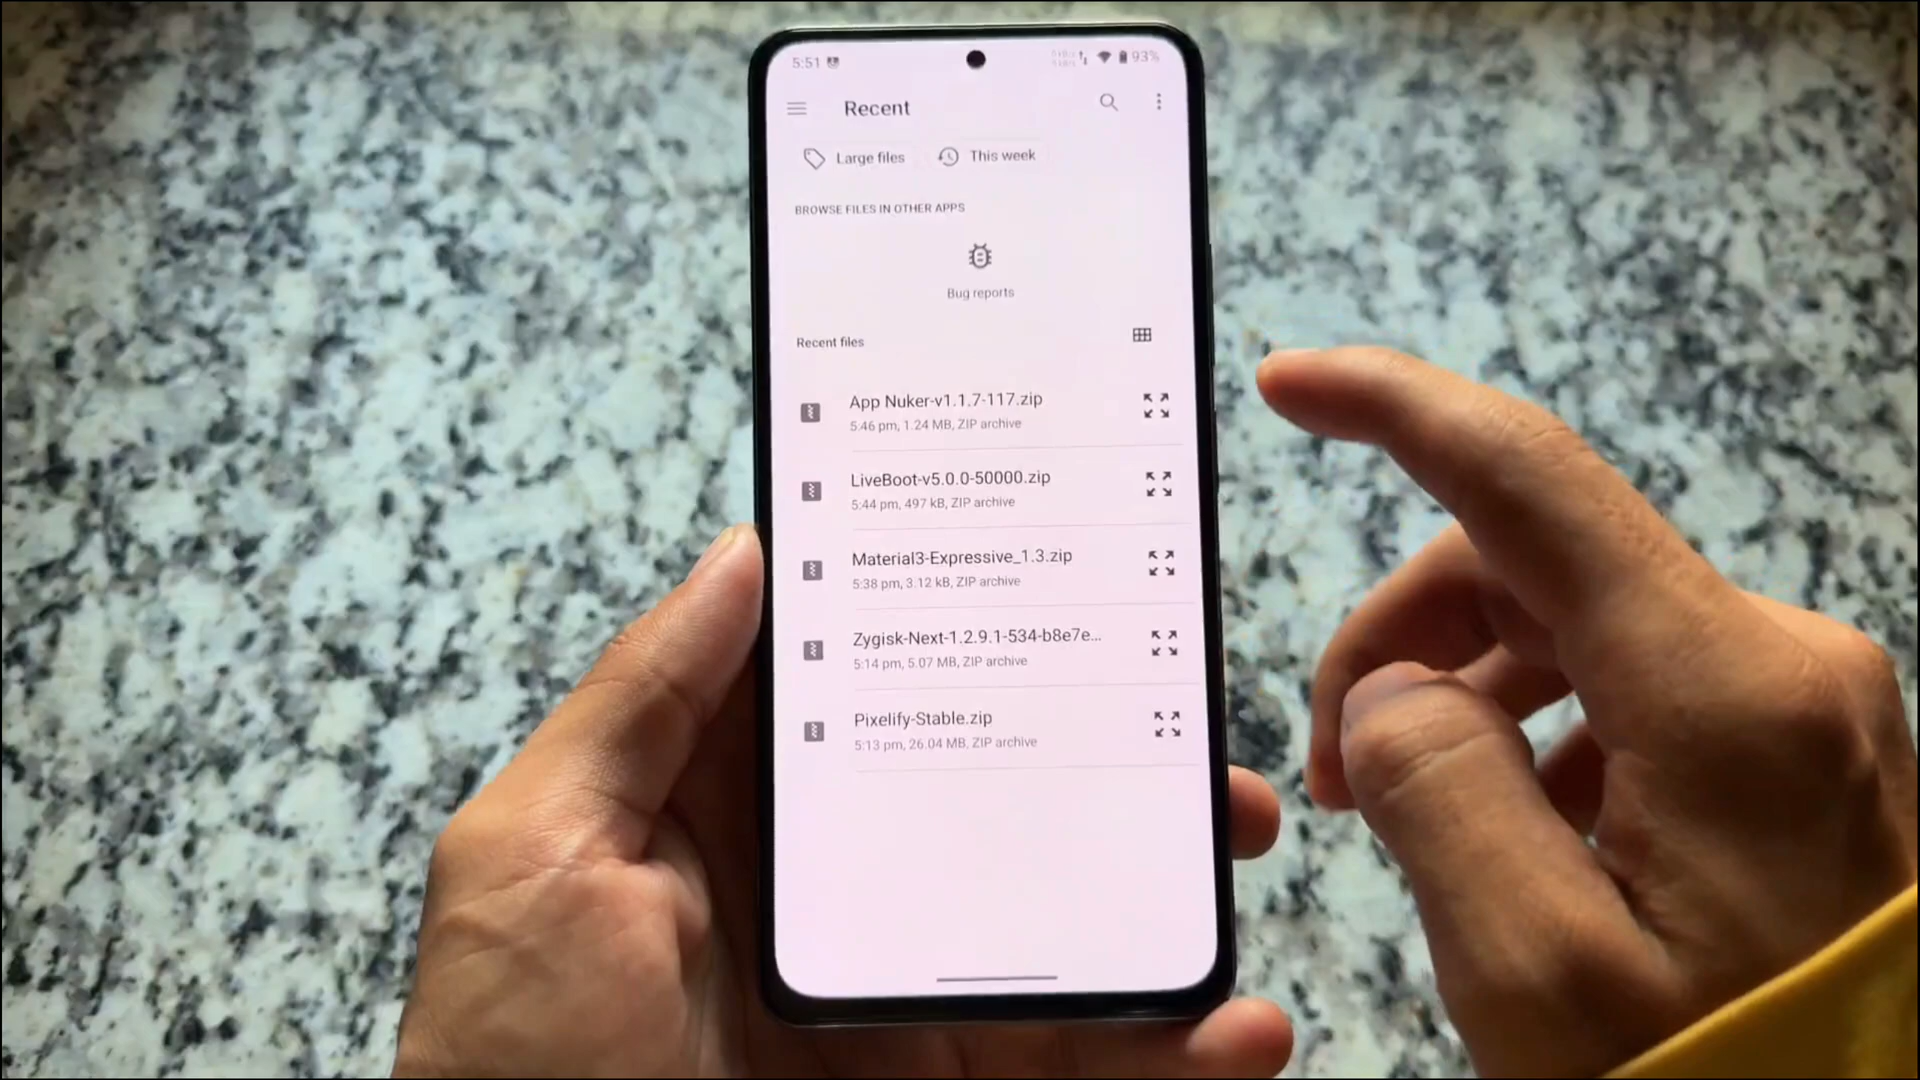 5:51
93%
Recent
Large files
This week
BROWSE FILES IN OTHER APPS
Bug reports
Recent files
App Nuker-v1.1.7-117.zip
5:46 pm, 1.24 MB, ZIP archive
LiveBoot-v5.0.0-50000.zip
5:44 pm, 497 kB, ZIP archive
Material3-Expressive_1.3.zip
5:38 pm, 3.12 kB, ZIP archive
Zygisk-Next-1.2.9.1-534-b8e7e...
5:14 pm, 5.07 MB, ZIP archive
Pixelify-Stable.zip
5:13 pm, 26.04 MB, ZIP archive